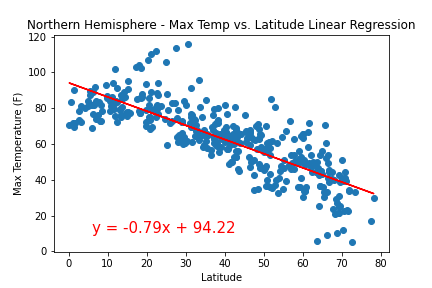 Northern Hemisphere - Max Temp vs. Latitude Linear Regression
120
100
80
60
40
20
0
Max Temperature (F)
y = -0.79x + 94.22
0 10 20 30 40 50 60 70 80
Latitude